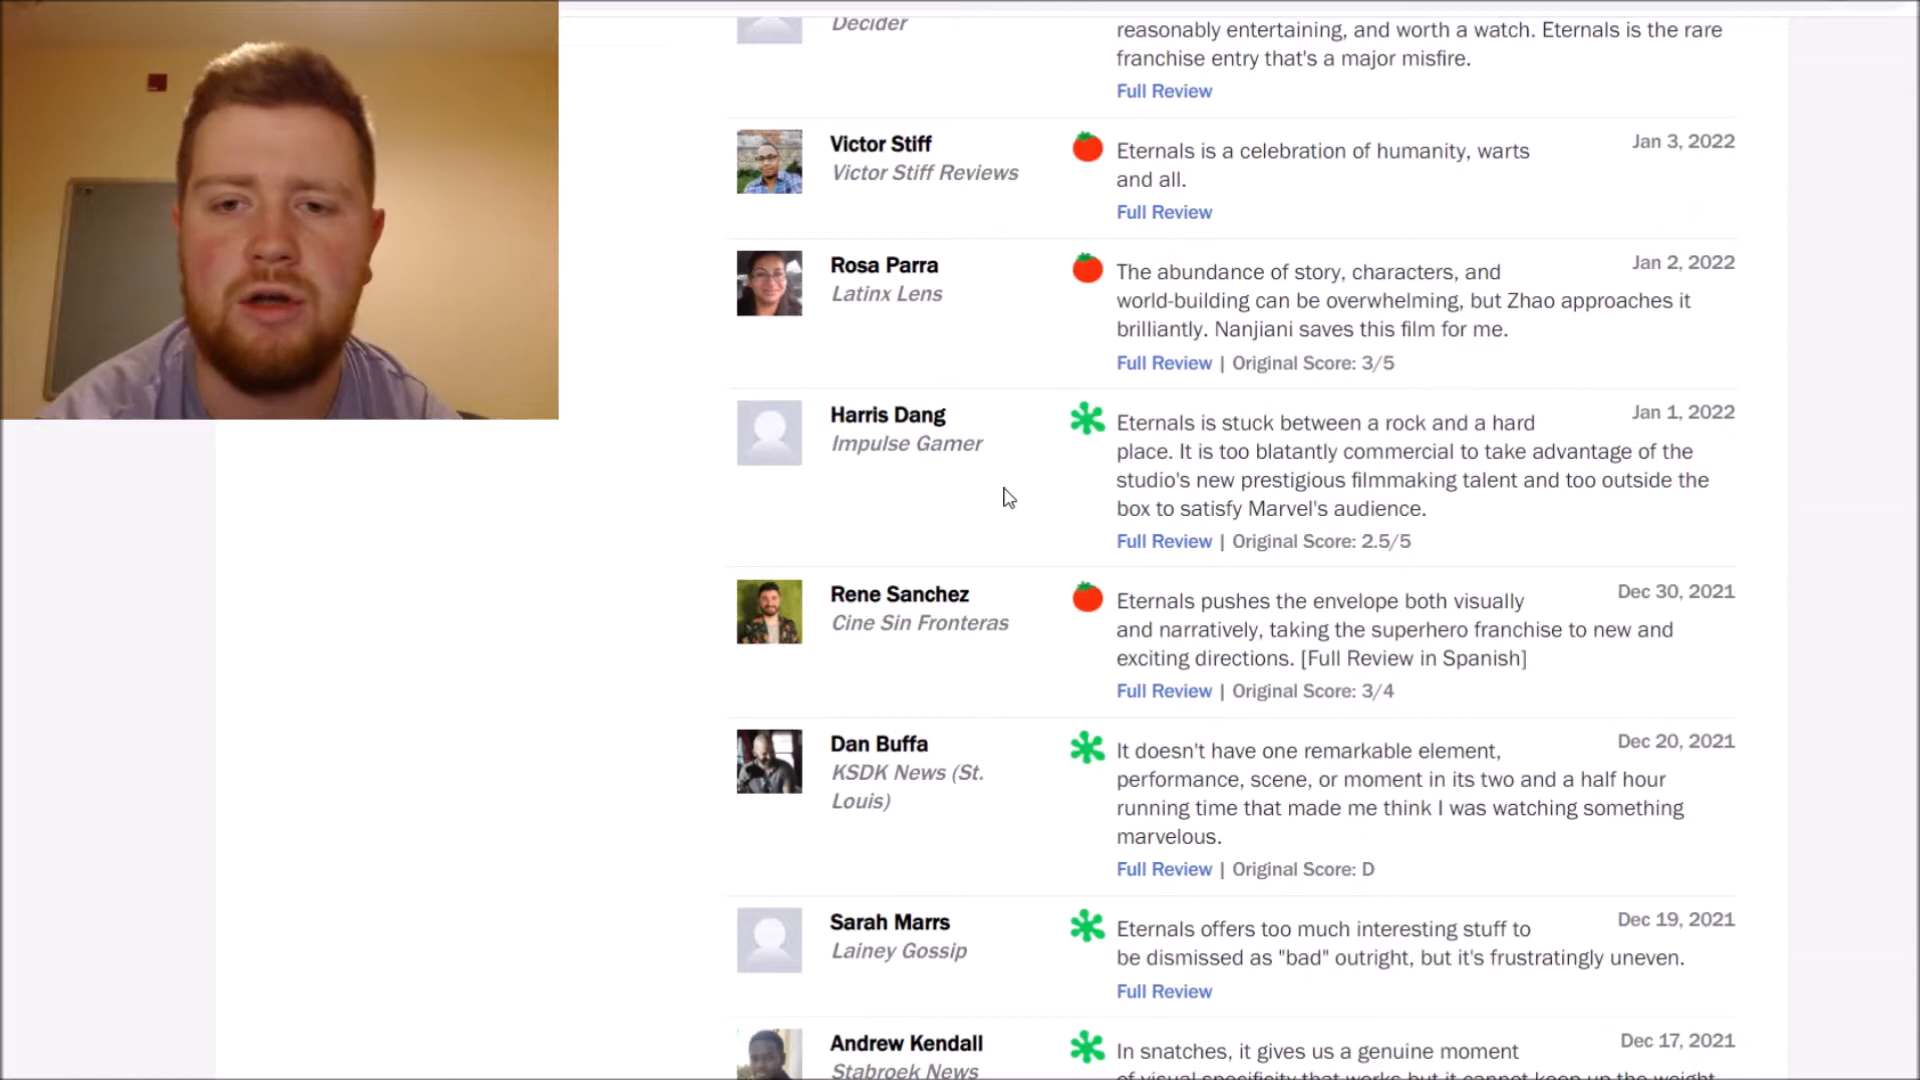 Decider
reasonably entertaining, and worth a watch. Eternals is the rare
franchise entry that's a major misfire.
Full Review
Victor Stiff
Victor Stiff Reviews
Eternals is a celebration of humanity, warts
and all.
Jan 3, 2022
Full Review
Rosa Parra
Latinx Lens
The abundance of story, characters, and
world-building can be overwhelming, but Zhao approaches it
brilliantly. Nanjiani saves this film for me.
Jan 2, 2022
Full Review | Original Score: 3/5
Harris Dang
Impulse Gamer
Eternals is stuck between a rock and a hard
place. It is too blatantly commercial to take advantage of the
studio's new prestigious filmmaking talent and too outside the
box to satisfy Marvel's audience.
Jan 1, 2022
Full Review | Original Score: 2.5/5
Rene Sanchez
Cine Sin Fronteras
Eternals pushes the envelope both visually
and narratively, taking the superhero franchise to new and
exciting directions. [Full Review in Spanish]
Dec 30, 2021
Full Review | Original Score: 3/4
Dan Buffa
KSDK News (St.
Louis)
It doesn't have one remarkable element,
performance, scene, or moment in its two and a half hour
running time that made me think I was watching something
marvelous.
Dec 20, 2021
Full Review | Original Score: D
Sarah Marrs
Lainey Gossip
Eternals offers too much interesting stuff to
be dismissed as "bad" outright, but it's frustratingly uneven.
Dec 19, 2021
Full Review
Andrew Kendall
Stabroek News
In snatches, it gives us a genuine moment
of visual specificity that works but it cannot keep up the weight
Dec 17, 2021